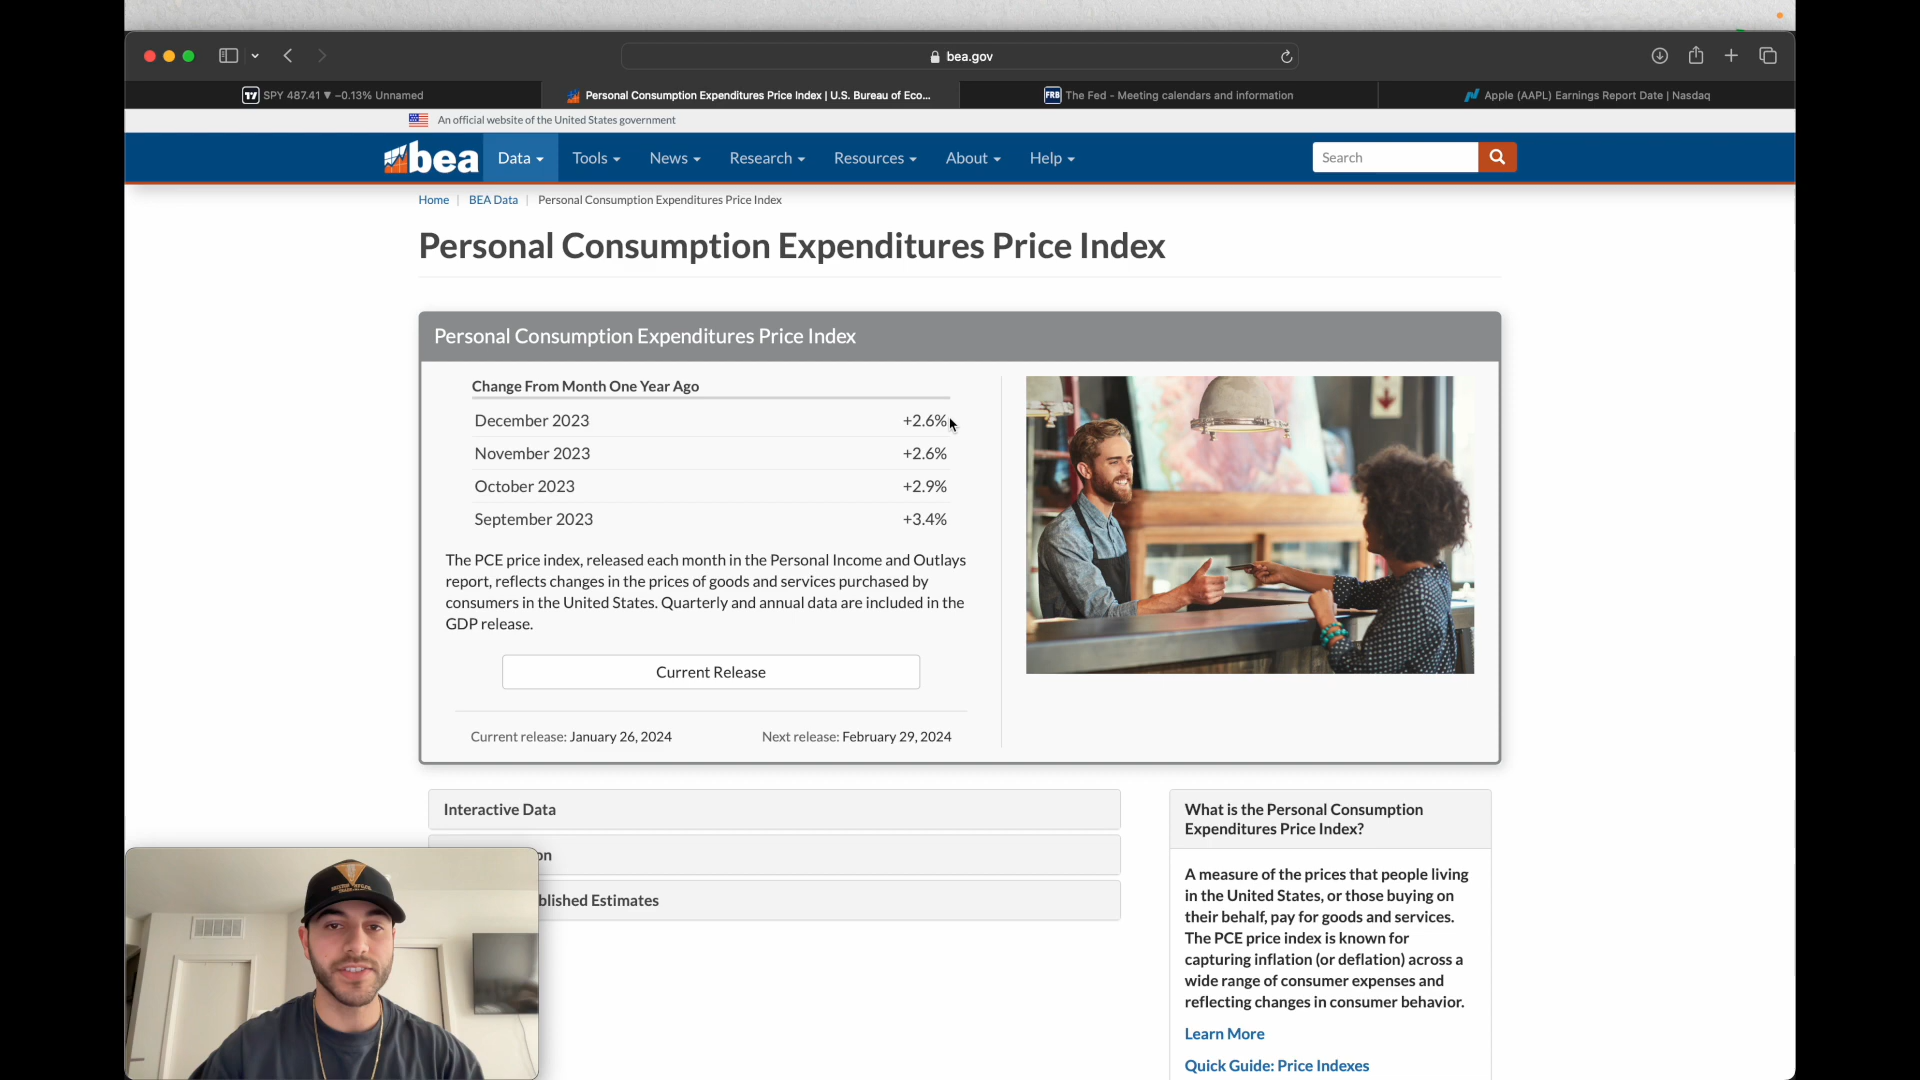 bea.gov
SPY 487.41 ▼ −0.13% Unnamed
Personal Consumption Expenditures Price Index | U.S. Bureau of Eco...
FRB The Fed - Meeting calendars and information
Apple (AAPL) Earnings Report Date | Nasdaq
An official website of the United States government
bea
Data
Tools
News
Research
Resources
About
Help
Search
Home
BEA Data
Personal Consumption Expenditures Price Index
Personal Consumption Expenditures Price Index
Personal Consumption Expenditures Price Index
Change From Month One Year Ago
December 2023 +2.6%
November 2023 +2.6%
October 2023 +2.9%
September 2023 +3.4%
The PCE price index, released each month in the Personal Income and Outlays
report, reflects changes in the prices of goods and services purchased by
consumers in the United States. Quarterly and annual data are included in the
GDP release.
Current Release
Current release: January 26, 2024 Next release: February 29, 2024
Interactive Data
on
blished Estimates
What is the Personal Consumption
Expenditures Price Index?
A measure of the prices that people living
in the United States, or those buying on
their behalf, pay for goods and services.
The PCE price index is known for
capturing inflation (or deflation) across a
wide range of consumer expenses and
reflecting changes in consumer behavior.
Learn More
Quick Guide: Price Indexes